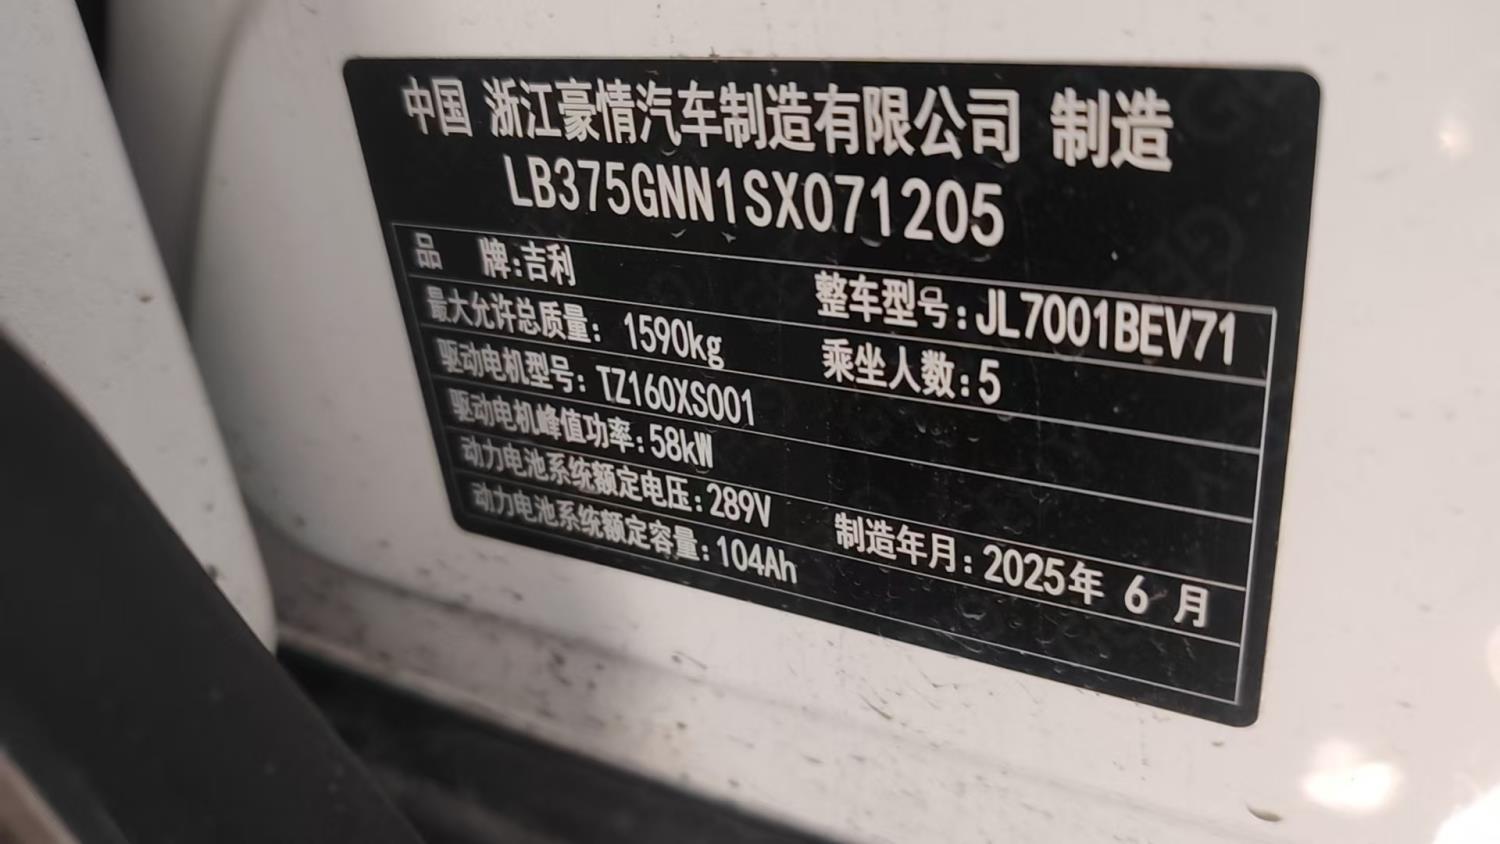 中国 浙江豪情汽车制造有限公司 制造
LB375GNN1SX071205
品 牌:吉利 整车型号:JL7001BEV71
最大允许总质量: 1590kg 乘坐人数:5
驱动电机型号: TZ160XS001
驱动电机峰值功率:58kW
动力电池系统额定电压:289V
动力电池系统额定容量:104Ah 制造年月:2025年 6 月